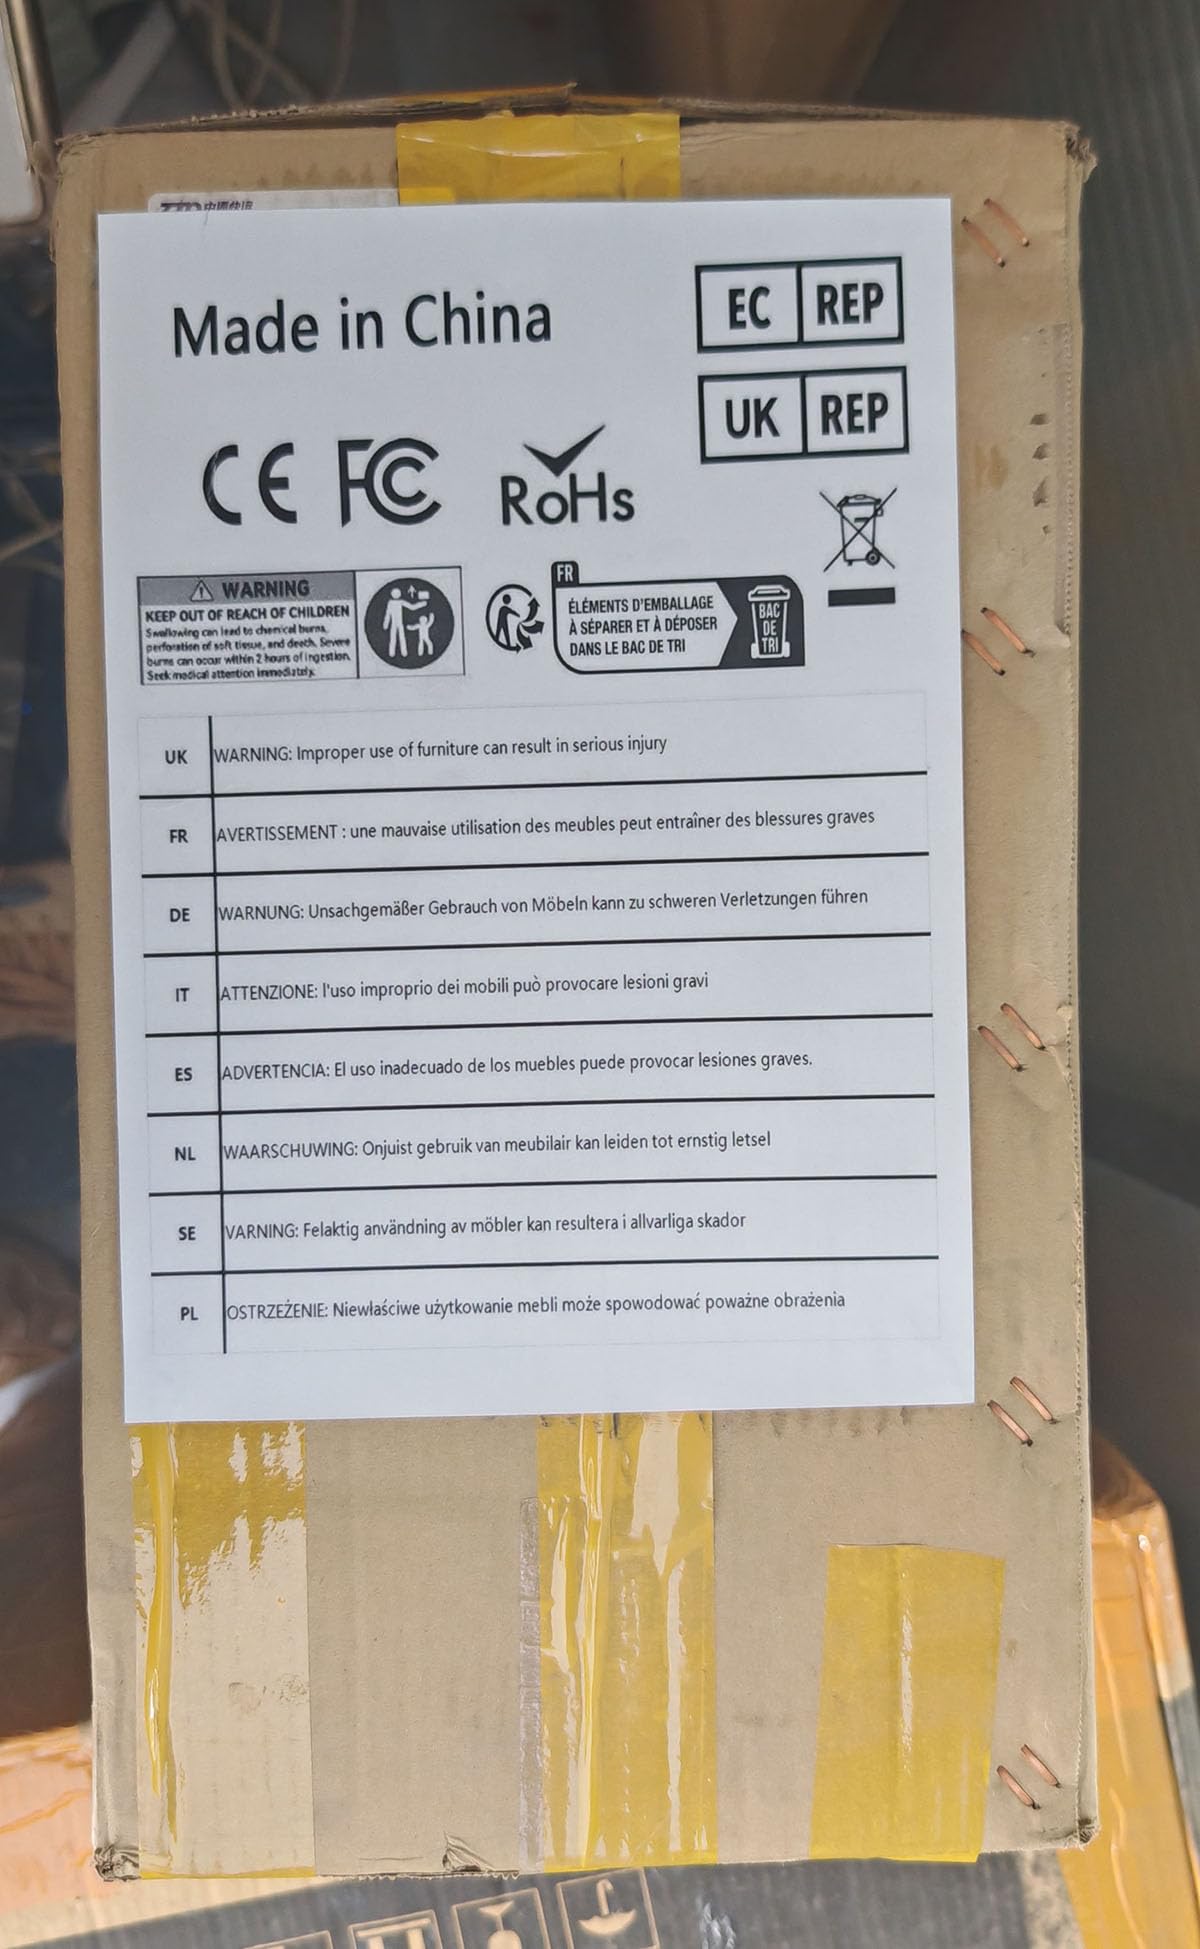 Made in China
EC REP
UK REP
CE FC
RoHS
WARNING
KEEP OUT OF REACH OF CHILDREN
Swallowing can lead to chemical burns,
perforation of soft tissue, and death. Severe
burns can occur within 2 hours of ingestion.
Seek medical attention immediately.
FR
ÉLÉMENTS D'EMBALLAGE
À SÉPARER ET À DÉPOSER
DANS LE BAC DE TRI
BAC
DE
TRI
UK WARNING: Improper use of furniture can result in serious injury
FR AVERTISSEMENT : une mauvaise utilisation des meubles peut entraîner des blessures graves
DE WARNUNG: Unsachgemäßer Gebrauch von Möbeln kann zu schweren Verletzungen führen
IT ATTENZIONE: l'uso improprio dei mobili può provocare lesioni gravi
ES ADVERTENCIA: El uso inadecuado de los muebles puede provocar lesiones graves.
NL WAARSCHUWING: Onjuist gebruik van meubilair kan leiden tot ernstig letsel
SE VARNING: Felaktig användning av möbler kan resultera i allvarliga skador
PL OSTRZEŻENIE: Niewłaściwe użytkowanie mebli może spowodować poważne obrażenia